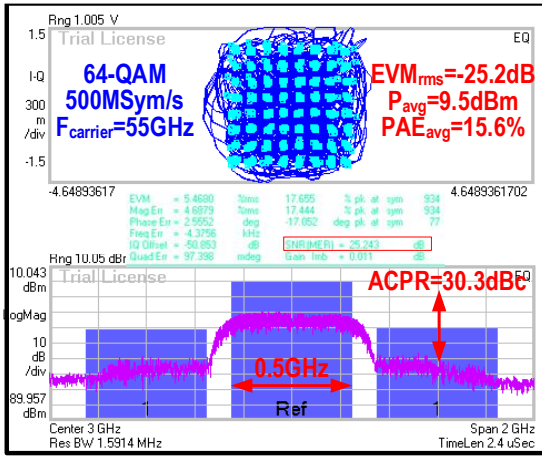 Rng 1.005 V
1.5
Trial License
EQ
I-Q
300
m
/div
-1.5
64-QAM
500MSym/s
Fcarrier=55GHz
EVMrms=-25.2dB
Pavg=9.5dBm
PAEavg=15.6%
-4.64893617
4.6489361702
EVM = 5.4680 %rms 17.655 % pk at sym 934
Mag Err = 4.6879 %rms 17.444 % pk at sym 934
Phase Err = 2.5552 deg -17.052 deg pk at sym 77
Freq Err = -4.3756 kHz
IQ Offset = -50.853 dB SNR(MER) = 25.243 dB
Quad Err = 97.398 mdeg Gain Imb = 0.011 dB
Rng 10.05 dBr
10.043
dBm
Trial License
EQ
ACPR=30.3dBc
LogMag
10
dB
/div
0.5GHz
89.957
dBm
1
Ref
1
Center 3 GHz
Span 2 GHz
Res BW 1.5914 MHz
TimeLen 2.4 uSec